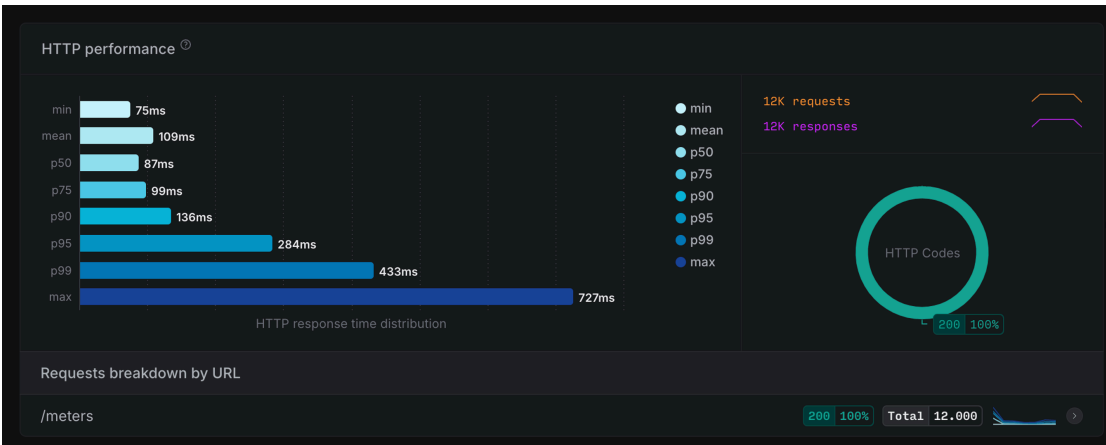 HTTP performance ?
min 75ms
mean 109ms
p50 87ms
p75 99ms
p90 136ms
p95 284ms
p99 433ms
max 727ms
HTTP response time distribution
min
mean
p50
p75
p90
p95
p99
max
12K requests
12K responses
HTTP Codes
200 100%
Requests breakdown by URL
/meters 200 100% Total 12.000